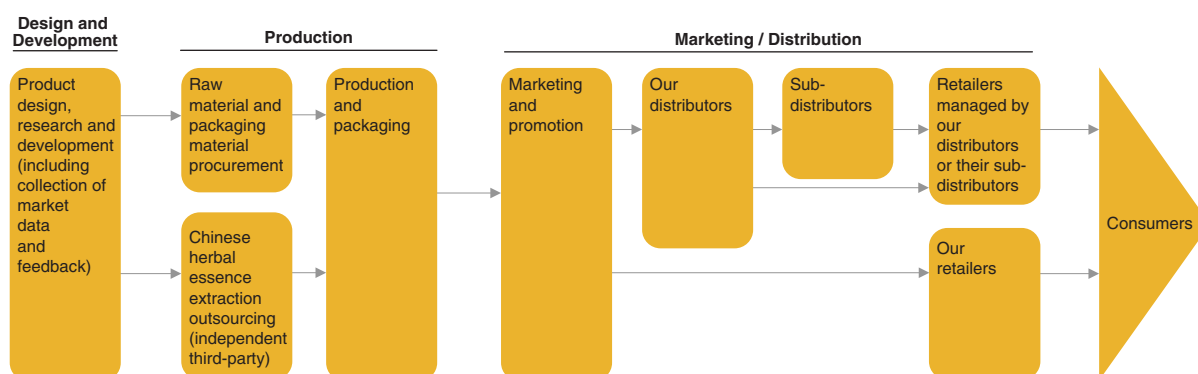 Design and
Development
Production
Marketing / Distribution
Product
design,
research and
development
(including
collection of
market
data
and
feedback)
Raw
material and
packaging
material
procurement
Chinese
herbal
essence
extraction
outsourcing
(independent
third-party)
Production
and
packaging
Marketing
and
promotion
Our
distributors
Sub-
distributors
Retailers
managed by
our
distributors
or their sub-
distributors
Our
retailers
Consumers